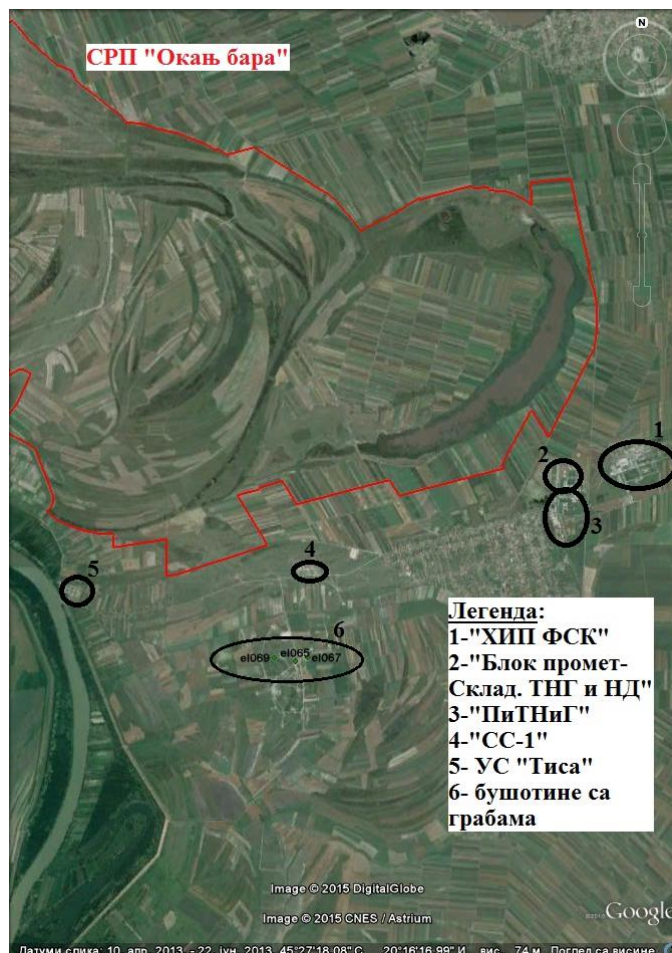 СРП "Окањ бара"
N
1
2
3
4
5
6
el069
el065
el067
Легенда:
1-"ХИП ФСК"
2-"Блок промет-
Склад. ТНГ и НД"
3-"ПиТНиГ"
4-"СС-1"
5- УС "Тиса"
6- бушотине са
грабама
Image © 2015 DigitalGlobe
Image © 2015 CNES / Astrium
Google
Датуми слика: 10. апр. 2013. - 22. јун. 2013. 45°27'18.08" С 20°16'16.99" И вис. 74 м Поглед са висине